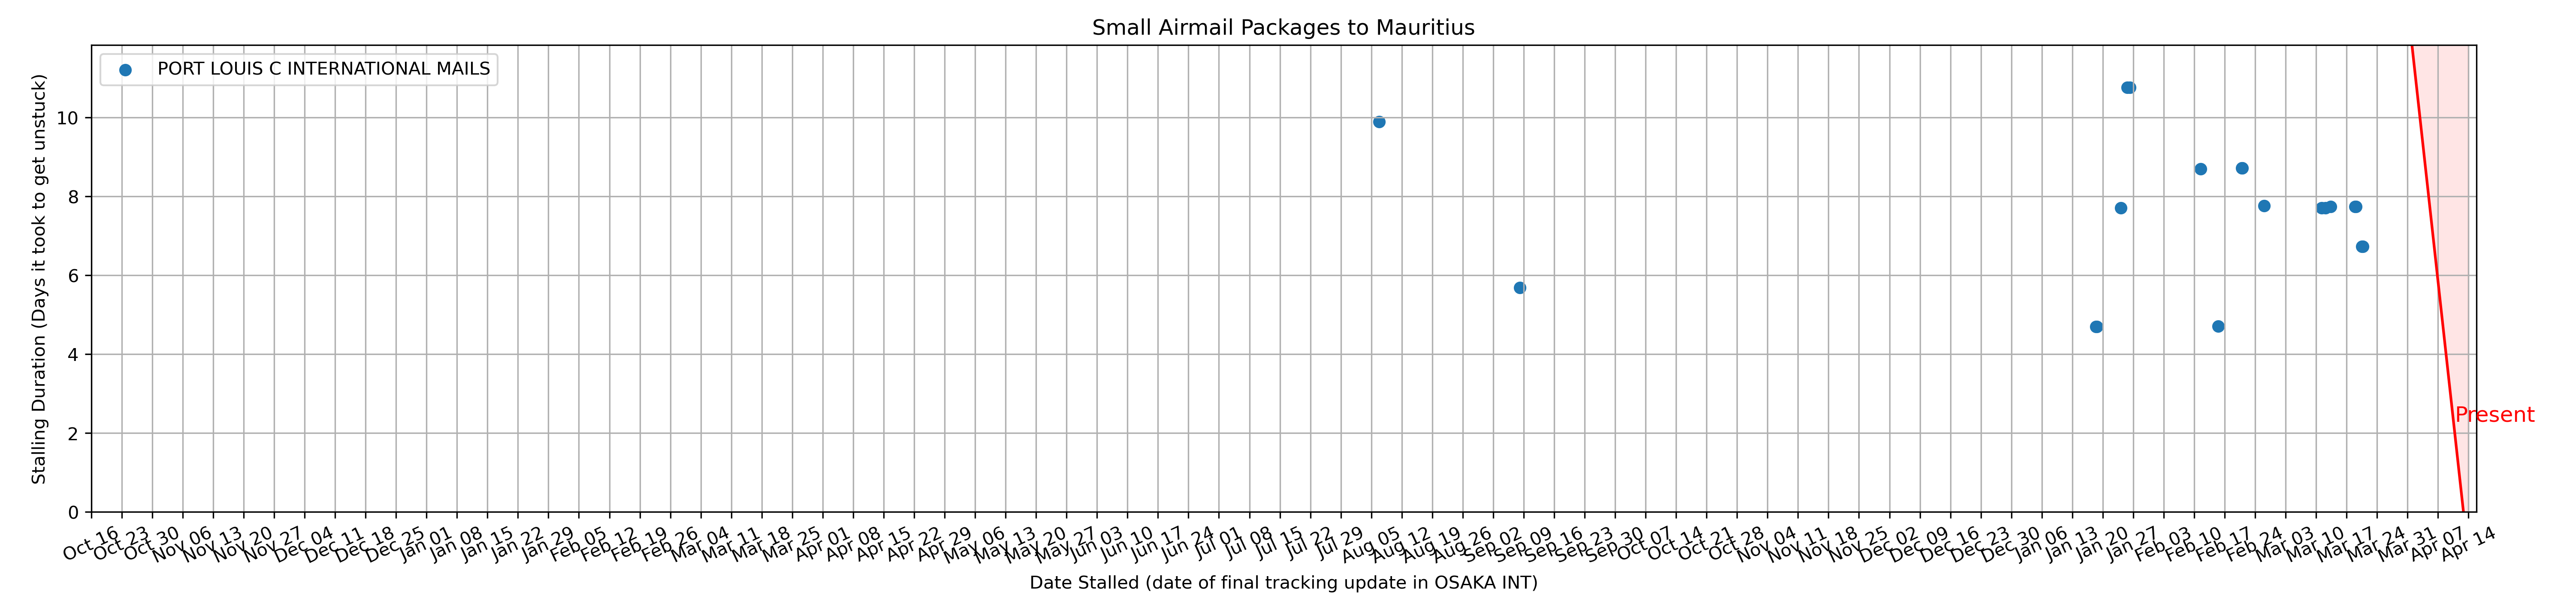 Small Airmail Packages to Mauritius
PORT LOUIS C INTERNATIONAL MAILS
Stalling Duration (Days it took to get unstuck)
10
8
6
4
2
0
Present
Oct 16 Oct 23 Oct 30 Nov 06 Nov 13 Nov 20 Nov 27 Dec 04 Dec 11 Dec 18 Dec 25 Jan 01 Jan 08 Jan 15 Jan 22 Jan 29 Feb 05 Feb 12 Feb 19 Feb 26 Mar 04 Mar 11 Mar 18 Mar 25 Apr 01 Apr 08 Apr 15 Apr 22 Apr 29 May 06 May 13 May 20 May 27 Jun 03 Jun 10 Jun 17 Jun 24 Jul 01 Jul 08 Jul 15 Jul 22 Jul 29 Aug 05 Aug 12 Aug 19 Aug 26 Sep 02 Sep 09 Sep 16 Sep 23 Sep 30 Oct 07 Oct 14 Oct 21 Oct 28 Nov 04 Nov 11 Nov 18 Nov 25 Dec 02 Dec 09 Dec 16 Dec 23 Dec 30 Jan 06 Jan 13 Jan 20 Jan 27 Feb 03 Feb 10 Feb 17 Feb 24 Mar 03 Mar 10 Mar 17 Mar 24 Mar 31 Apr 07 Apr 14
Date Stalled (date of final tracking update in OSAKA INT)